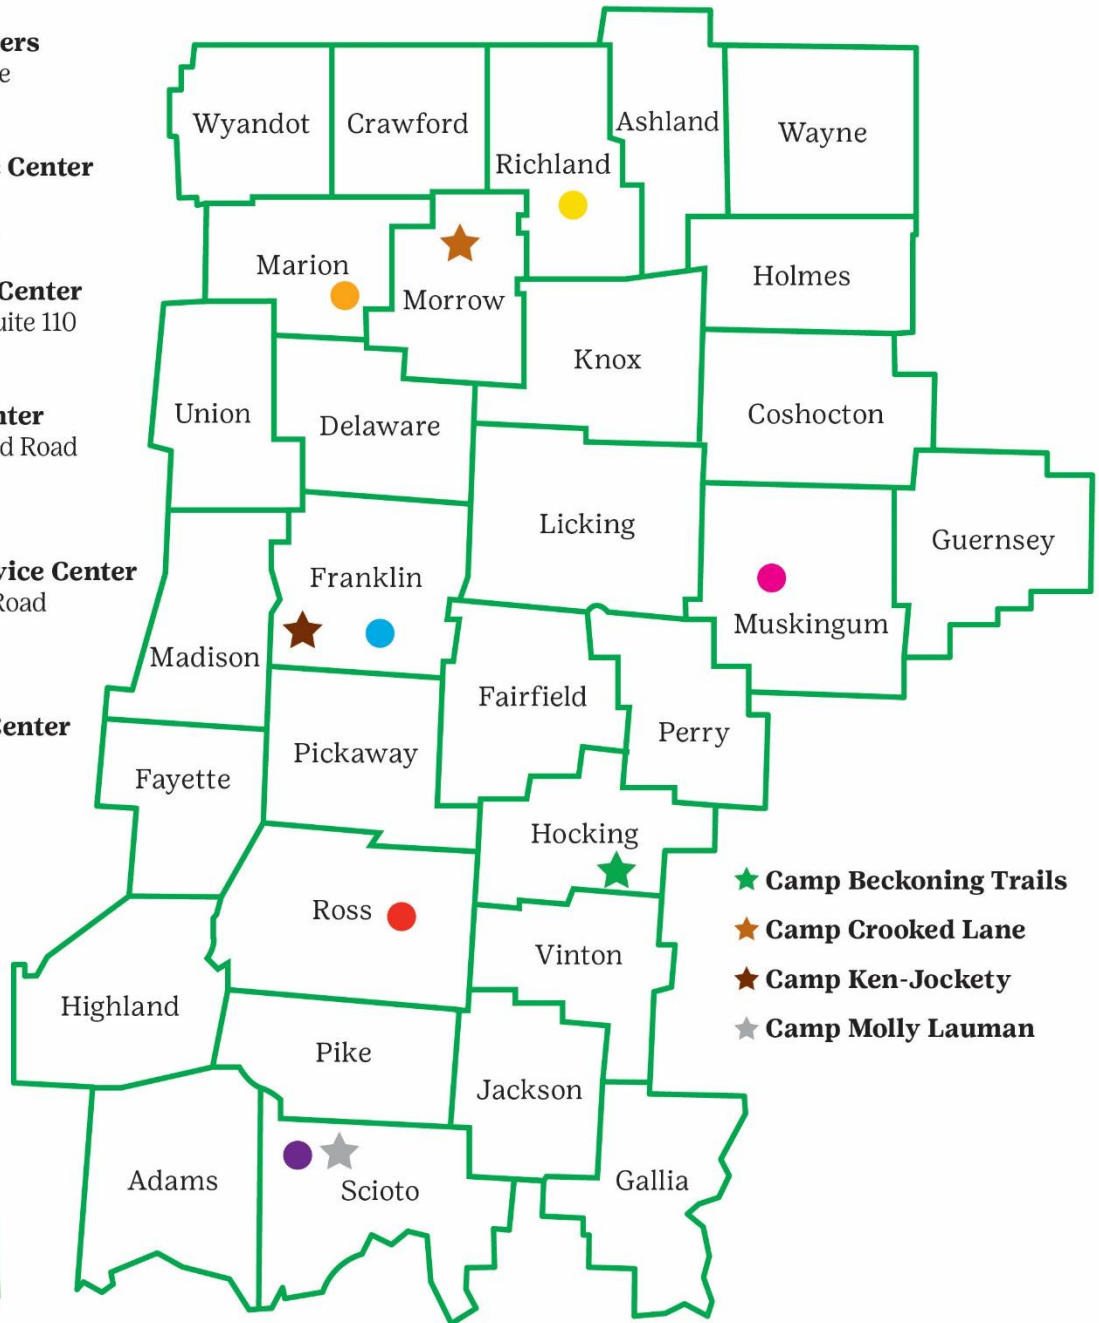 ers
e
Center
Center
uite 110
nter
d Road
vice Center
Road
Center
Wyandot
Crawford
Richland
Ashland
Wayne
Marion
Morrow
Holmes
Knox
Union
Delaware
Coshocton
Licking
Guernsey
Franklin
Muskingum
Madison
Fairfield
Perry
Pickaway
Fayette
Hocking
Ross
Vinton
Highland
Pike
Jackson
Adams
Scioto
Gallia
Camp Beckoning Trails
Camp Crooked Lane
Camp Ken-Jockety
Camp Molly Lauman